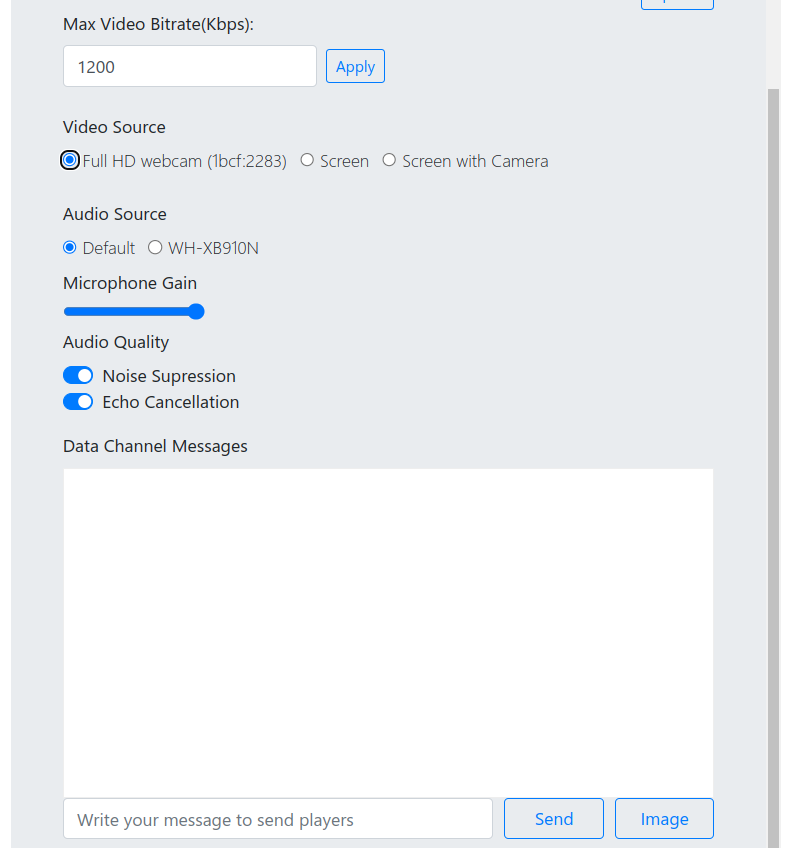 Max Video Bitrate(Kbps):
1200 Apply
Video Source
Full HD webcam (1bcf:2283) Screen Screen with Camera
Audio Source
Default WH-XB910N
Microphone Gain
Audio Quality
Noise Supression
Echo Cancellation
Data Channel Messages
Write your message to send players Send Image